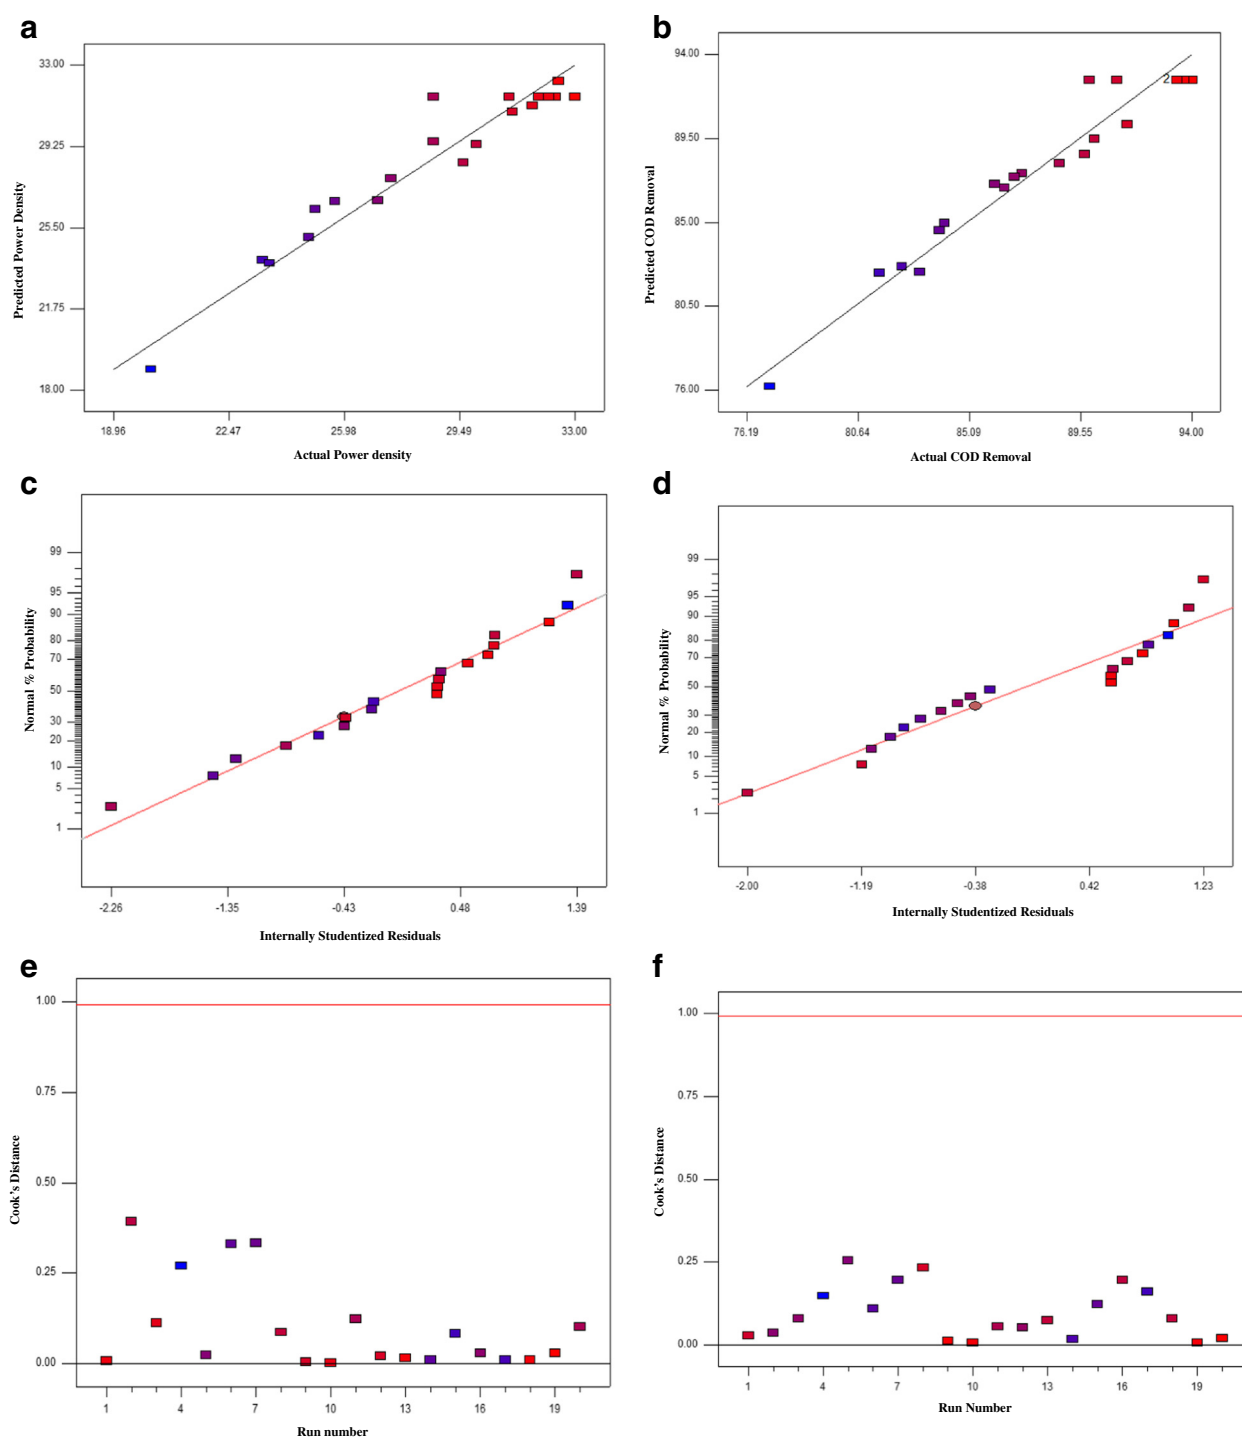 a
33.00
29.25
25.50
21.75
18.00
Predicted Power Density
18.96 22.47 25.98 29.49 33.00
Actual Power density
b
94.00
89.50
85.00
80.50
76.00
Predicted COD Removal
2
76.19 80.64 85.09 89.55 94.00
Actual COD Removal
c
99
95
90
80
70
50
30
20
10
5
1
Normal % Probability
-2.26 -1.35 -0.43 0.48 1.39
Internally Studentized Residuals
d
99
95
90
80
70
50
30
20
10
5
1
Normal % Probability
-2.00 -1.19 -0.38 0.42 1.23
Internally Studentized Residuals
e
1.00
0.75
0.50
0.25
0.00
Cook's Distance
1 4 7 10 13 16 19
Run number
f
1.00
0.75
0.50
0.25
0.00
Cook's Distance
1 4 7 10 13 16 19
Run Number